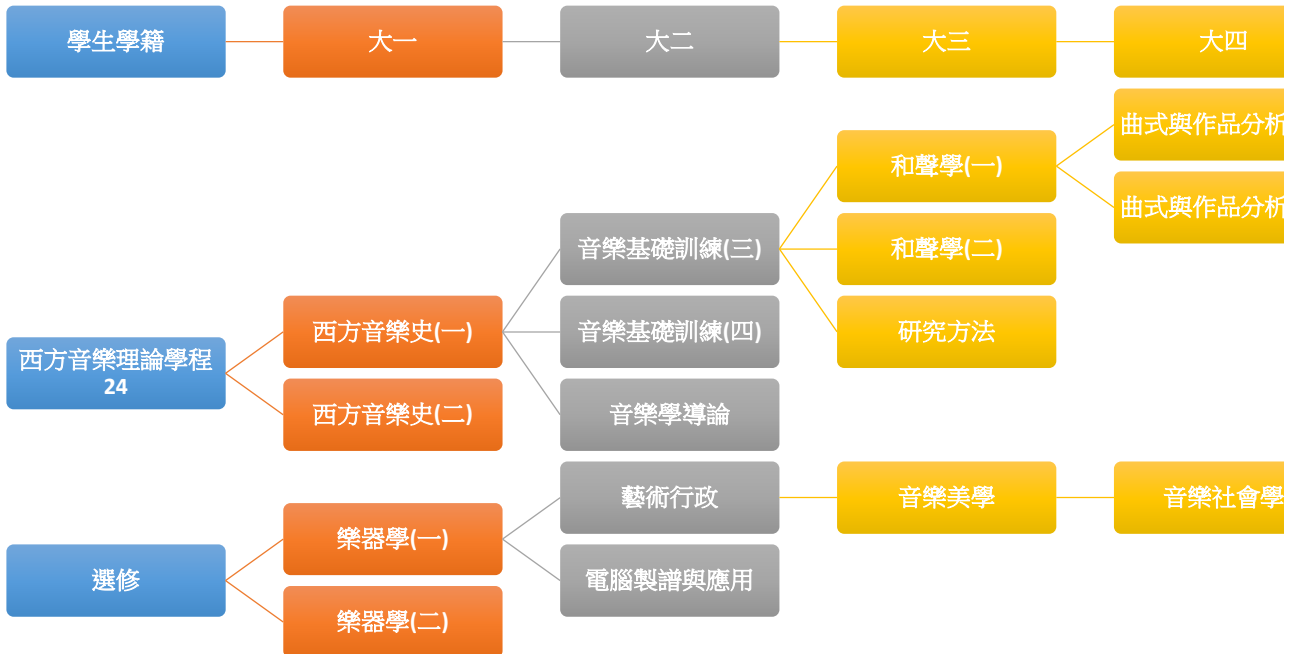 學生學籍
大一
大二
大三
大四
西方音樂理論學程
24
西方音樂史(一)
西方音樂史(二)
音樂基礎訓練(三)
音樂基礎訓練(四)
音樂學導論
和聲學(一)
和聲學(二)
研究方法
曲式與作品分析
曲式與作品分析
選修
樂器學(一)
樂器學(二)
藝術行政
電腦製譜與應用
音樂美學
音樂社會學